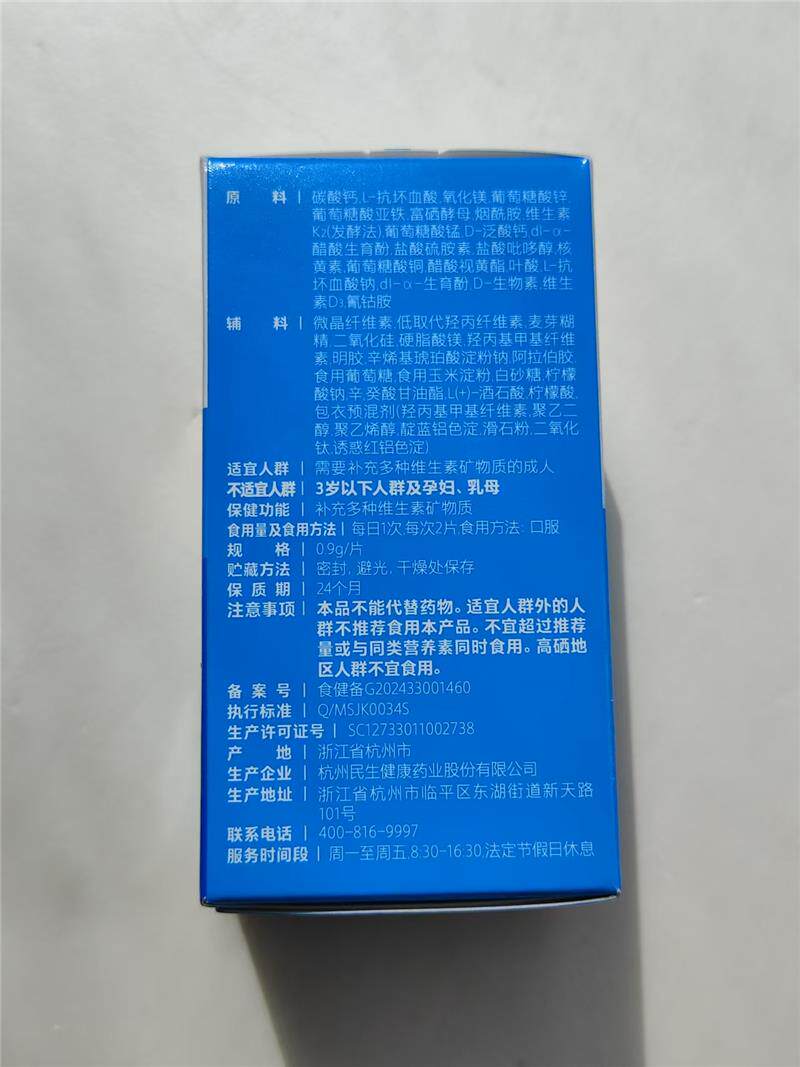 原 料 | 碳酸钙,L-抗坏血酸,氧化镁,葡萄糖酸锌,
葡萄糖酸亚铁,富硒酵母,烟酰胺,维生素
K₂(发酵法),葡萄糖酸锰,D-泛酸钙,dl-α-
醋酸生育酚,盐酸硫胺素,盐酸吡哆醇,核
黄素,葡萄糖酸铜,醋酸视黄酯,叶酸,L-抗
坏血酸钠,dl-α-生育酚,D-生物素,维生
素D₃,氰钴胺
辅 料 | 微晶纤维素,低取代羟丙纤维素,麦芽糊
精,二氧化硅,硬脂酸镁,羟丙基甲基纤维
素,明胶,辛烯基琥珀酸淀粉钠,阿拉伯胶,
食用葡萄糖,食用玉米淀粉,白砂糖,柠檬
酸钠,辛,癸酸甘油酯,L(+)-酒石酸,柠檬酸,
包衣预混剂(羟丙基甲基纤维素,聚乙二
醇,聚乙烯醇,靛蓝铝色淀,滑石粉,二氧化
钛,诱惑红铝色淀)
适宜人群 | 需要补充多种维生素矿物质的成人
不适宜人群 | 3岁以下人群及孕妇、乳母
保健功能 | 补充多种维生素矿物质
食用量及食用方法 | 每日1次,每次2片,食用方法: 口服
规 格 | 0.9g/片
贮藏方法 | 密封, 避光, 干燥处保存
保 质 期 | 24个月
注意事项 | 本品不能代替药物。适宜人群外的人
群不推荐食用本产品。不宜超过推荐
量或与同类营养素同时食用。高硒地
区人群不宜食用。
备 案 号 | 食健备G202433001460
执行标准 | Q/MSJK0034S
生产许可证号 | SC12733011002738
产 地 | 浙江省杭州市
生产企业 | 杭州民生健康药业股份有限公司
生产地址 | 浙江省杭州市临平区东湖街道新天路
101号
联系电话 | 400-816-9997
服务时间段 | 周一至周五,8:30-16:30,法定节假日休息